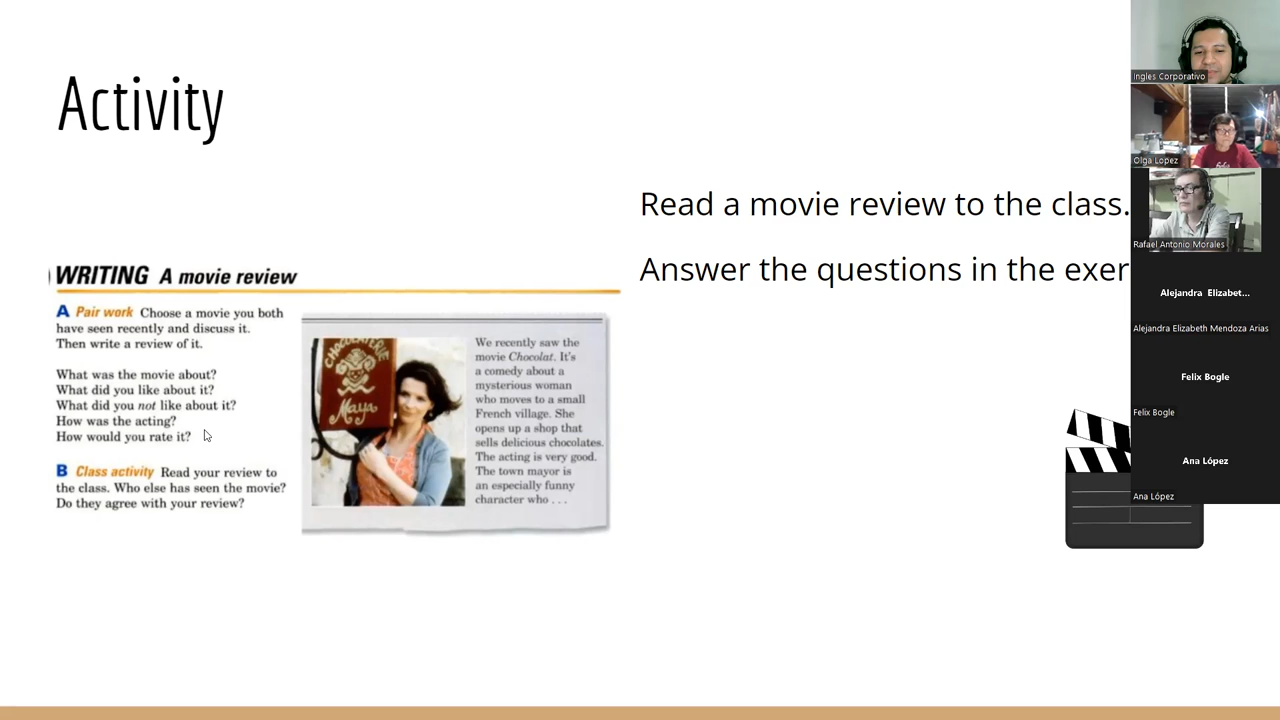 Activity
Read a movie review to the class.
Answer the questions in the exer
WRITING A movie review
A Pair work Choose a movie you both
have seen recently and discuss it.
Then write a review of it.
What was the movie about?
What did you like about it?
What did you not like about it?
How was the acting?
How would you rate it?
B Class activity Read your review to
the class. Who else has seen the movie?
Do they agree with your review?
CHOCOLATERIE
Maya
We recently saw the
movie Chocolat. It's
a comedy about a
mysterious woman
who moves to a small
French village. She
opens up a shop that
sells delicious chocolates.
The acting is very good.
The town mayor is
an especially funny
character who . . .
Ingles Corporativo
Olga Lopez
Rafael Antonio Morales
Alejandra Elizabet...
Alejandra Elizabeth Mendoza Arias
Felix Bogle
Felix Bogle
Ana López
Ana López